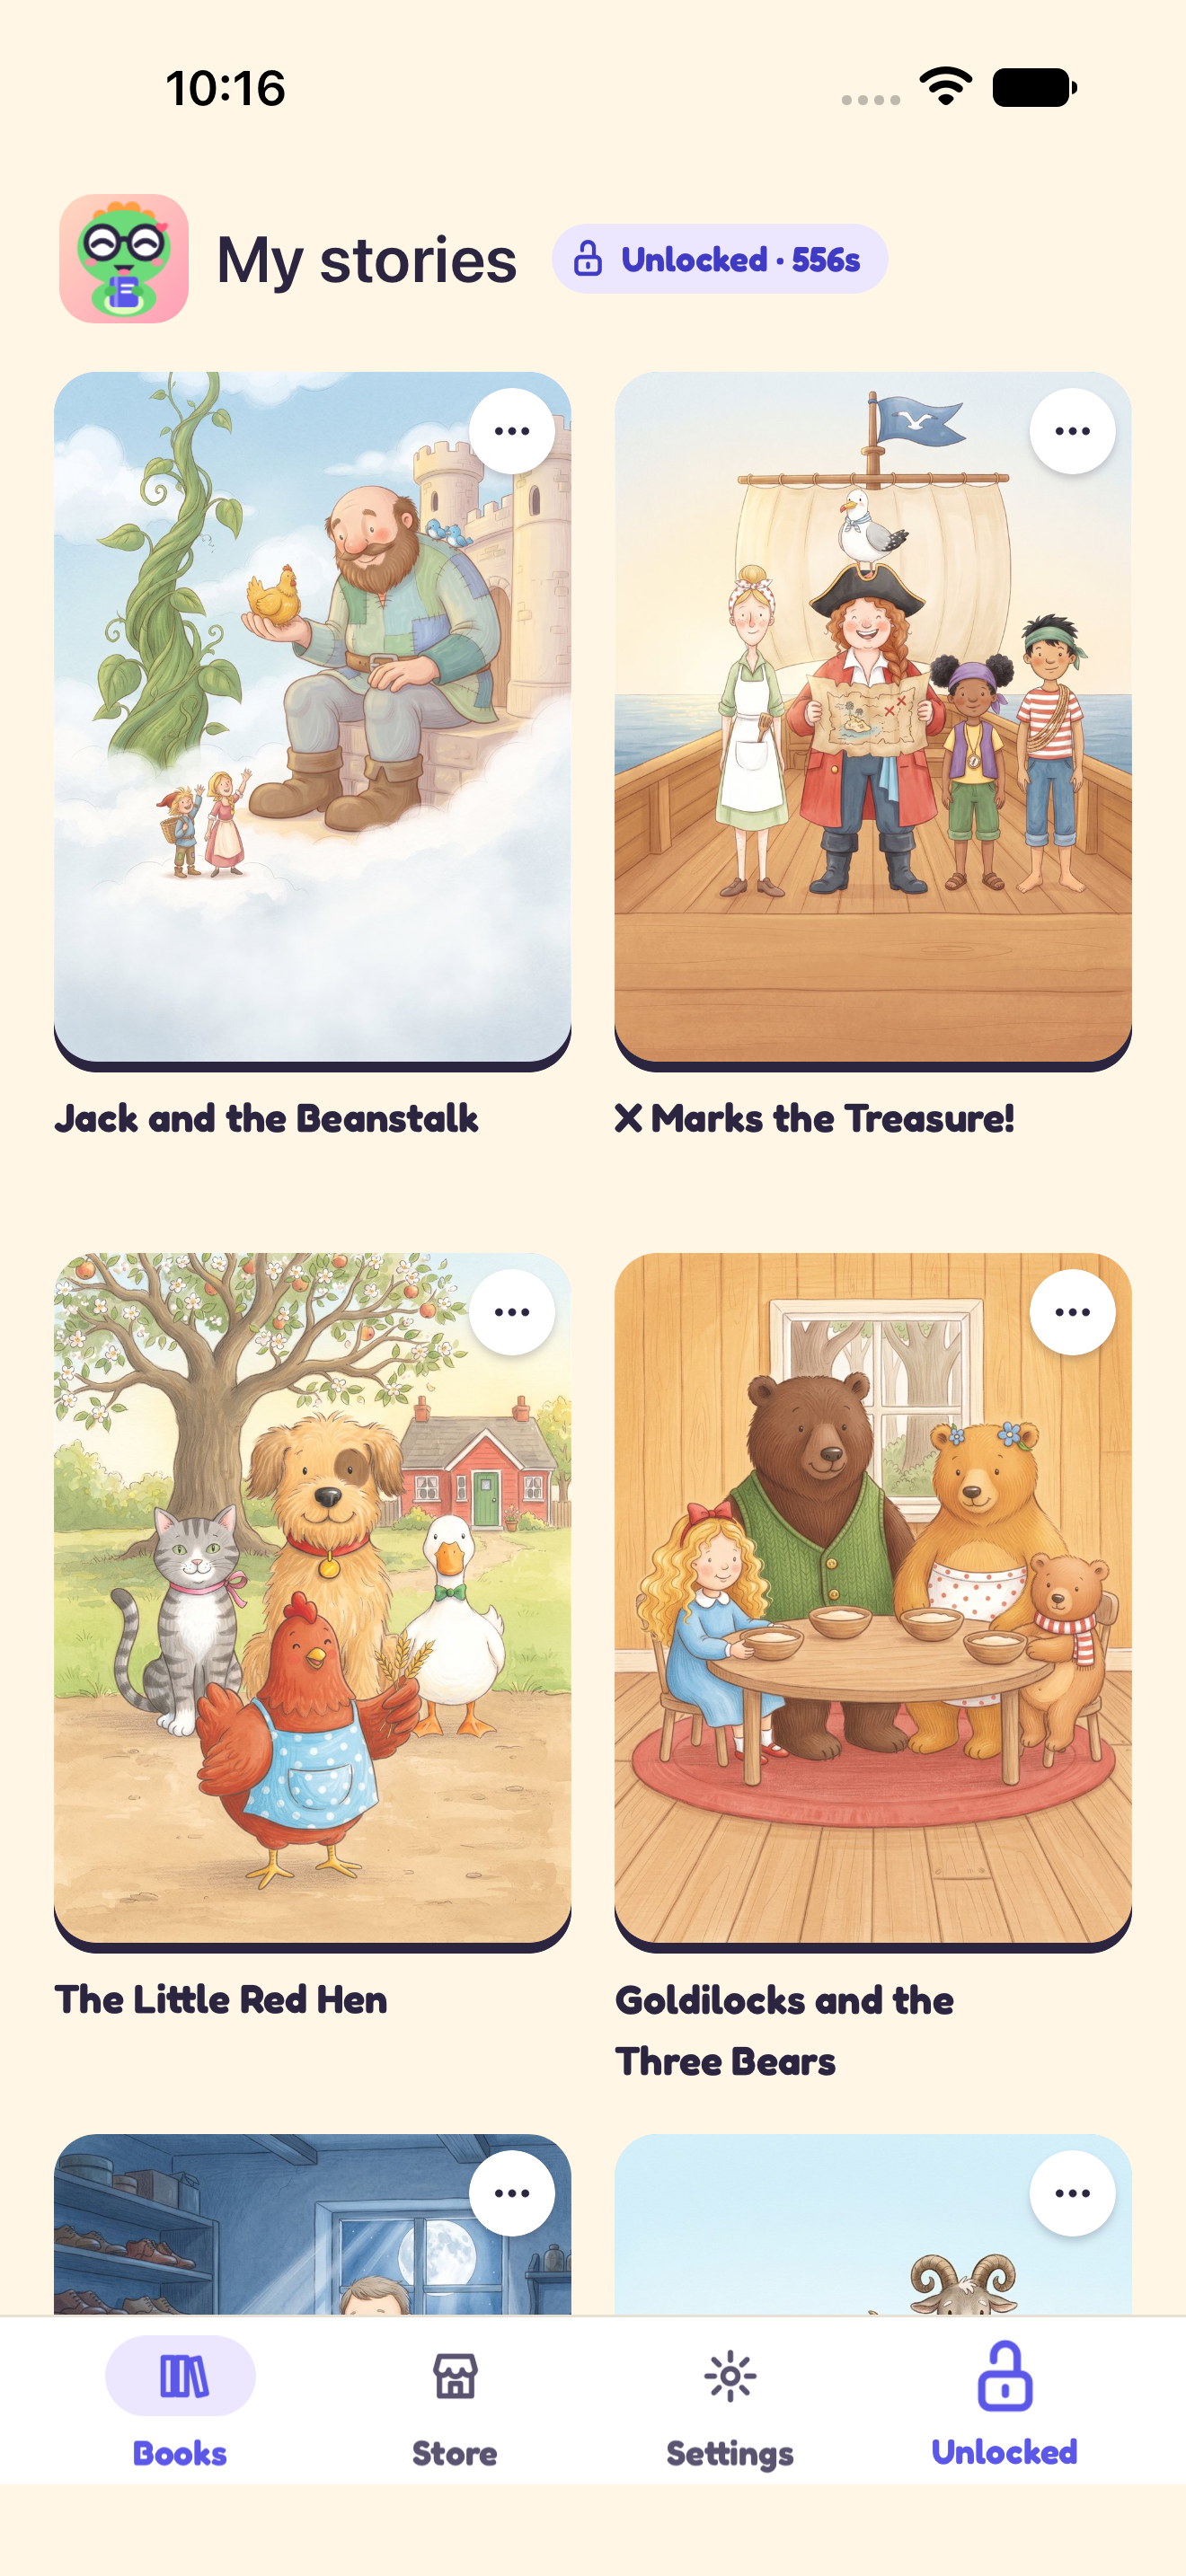 10:16
My stories
Unlocked · 556s
Jack and the Beanstalk
X Marks the Treasure!
The Little Red Hen
Goldilocks and the
Three Bears
Books
Store
Settings
Unlocked